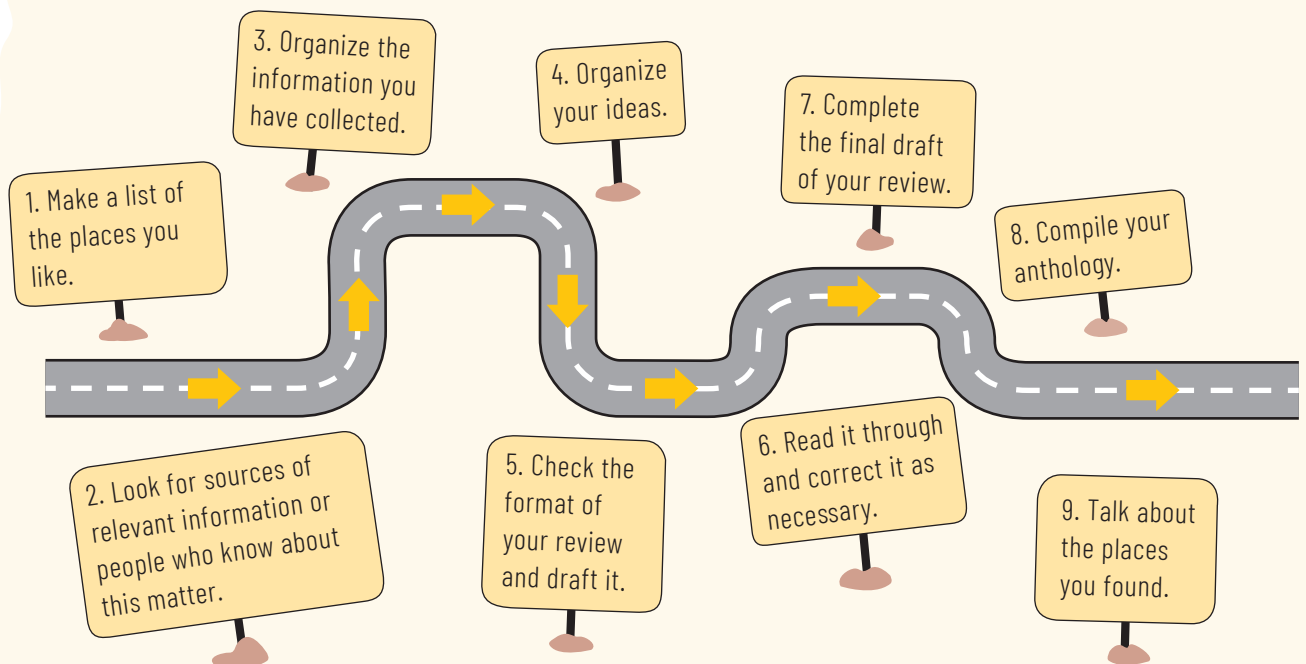 1. Make a list of
the places you
like.
2. Look for sources of
relevant information or
people who know about
this matter.
3. Organize the
information you
have collected.
4. Organize
your ideas.
5. Check the
format of
your review
and draft it.
6. Read it through
and correct it as
necessary.
7. Complete
the final draft
of your review.
8. Compile your
anthology.
9. Talk about
the places
you found.